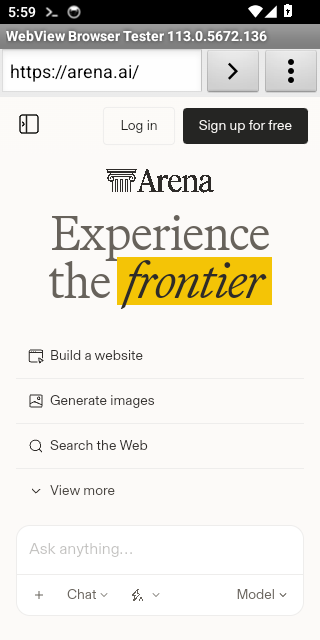 5:59
WebView Browser Tester 113.0.5672.136
https://arena.ai/
Log in
Sign up for free
Arena
Experience
the frontier
Build a website
Generate images
Search the Web
View more
Ask anything...
Chat
Model